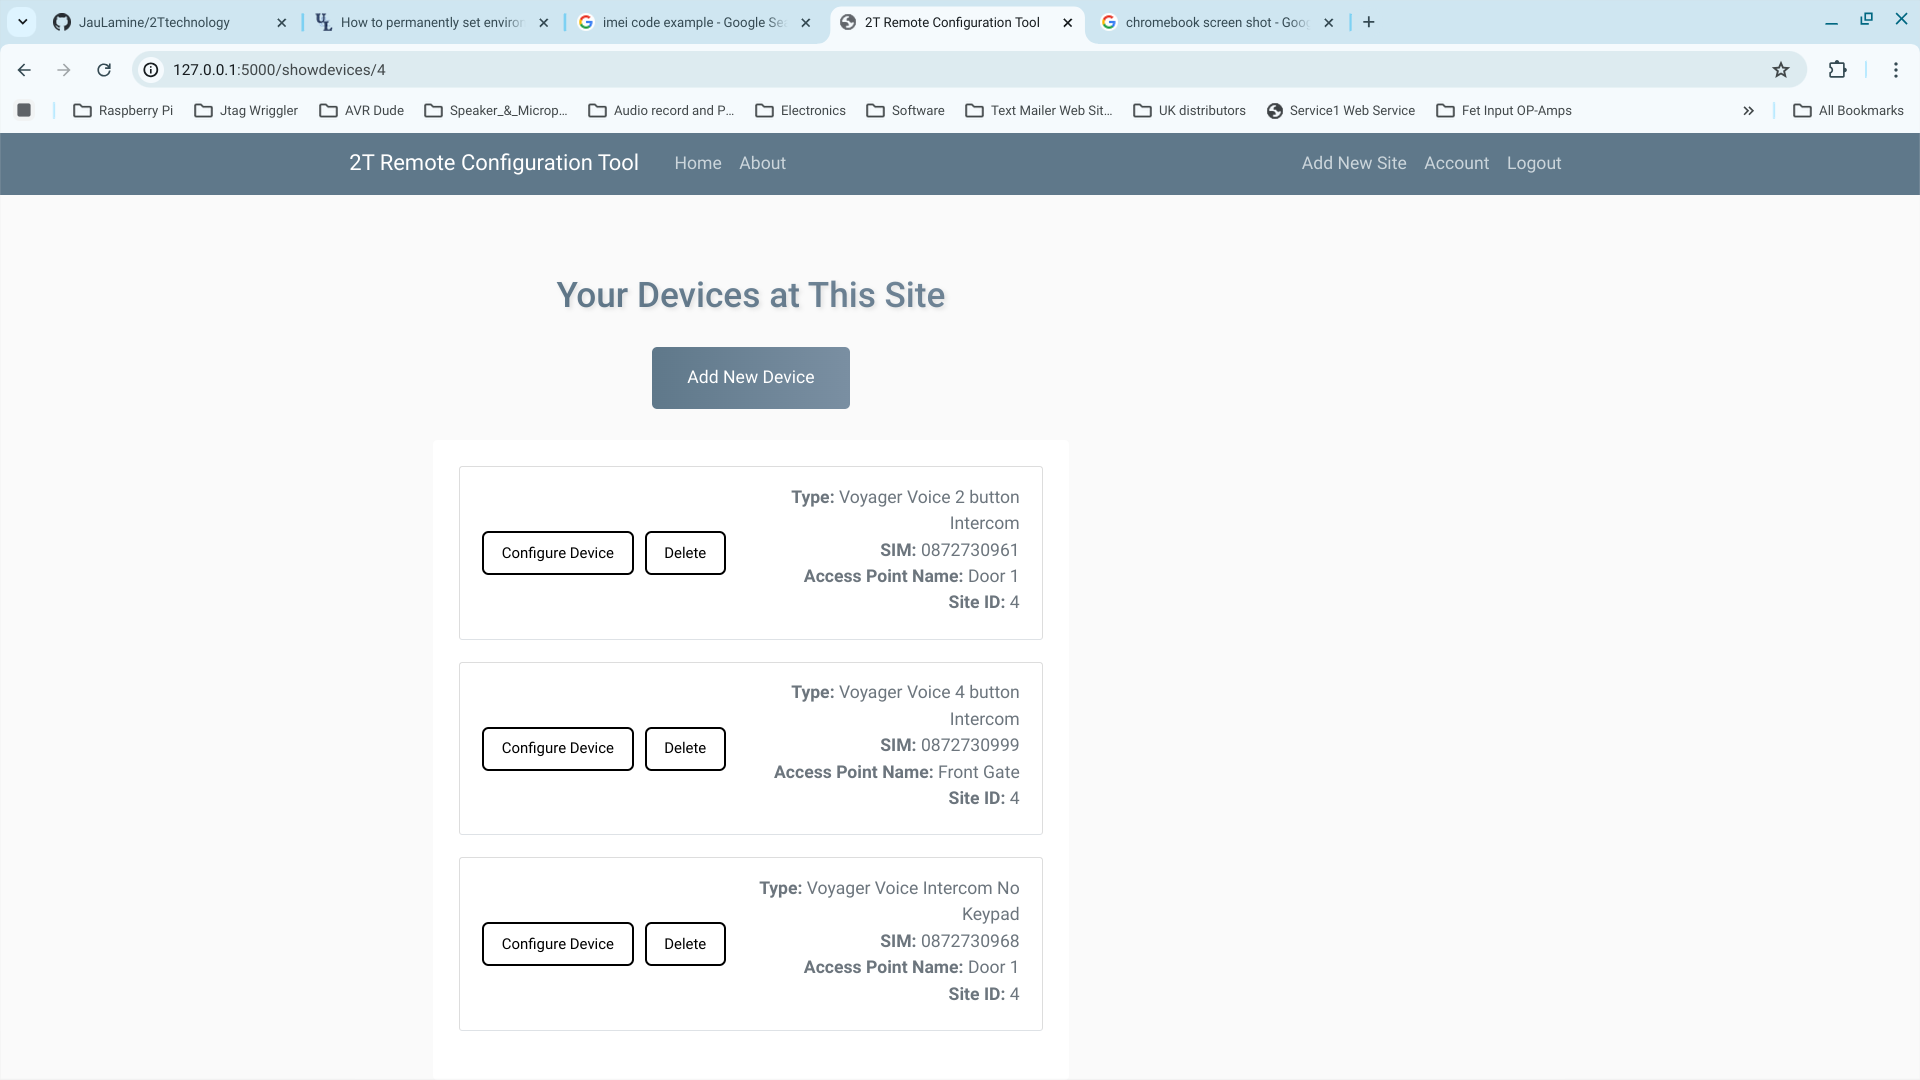 JauLamine/2Ttechnology
How to permanently set enviror
imei code example - Google Se
2T Remote Configuration Tool
chromebook screen shot - Goo
127.0.0.1:5000/showdevices/4
Raspberry Pi
Jtag Wriggler
AVR Dude
Speaker_&_Microp...
Audio record and P...
Electronics
Software
Text Mailer Web Sit...
UK distributors
Service1 Web Service
Fet Input OP-Amps
All Bookmarks
2T Remote Configuration Tool
Home
About
Add New Site
Account
Logout
Your Devices at This Site
Add New Device
Configure Device
Delete
Type: Voyager Voice 2 button
Intercom
SIM: 0872730961
Access Point Name: Door 1
Site ID: 4
Configure Device
Delete
Type: Voyager Voice 4 button
Intercom
SIM: 0872730999
Access Point Name: Front Gate
Site ID: 4
Configure Device
Delete
Type: Voyager Voice Intercom No
Keypad
SIM: 0872730968
Access Point Name: Door 1
Site ID: 4